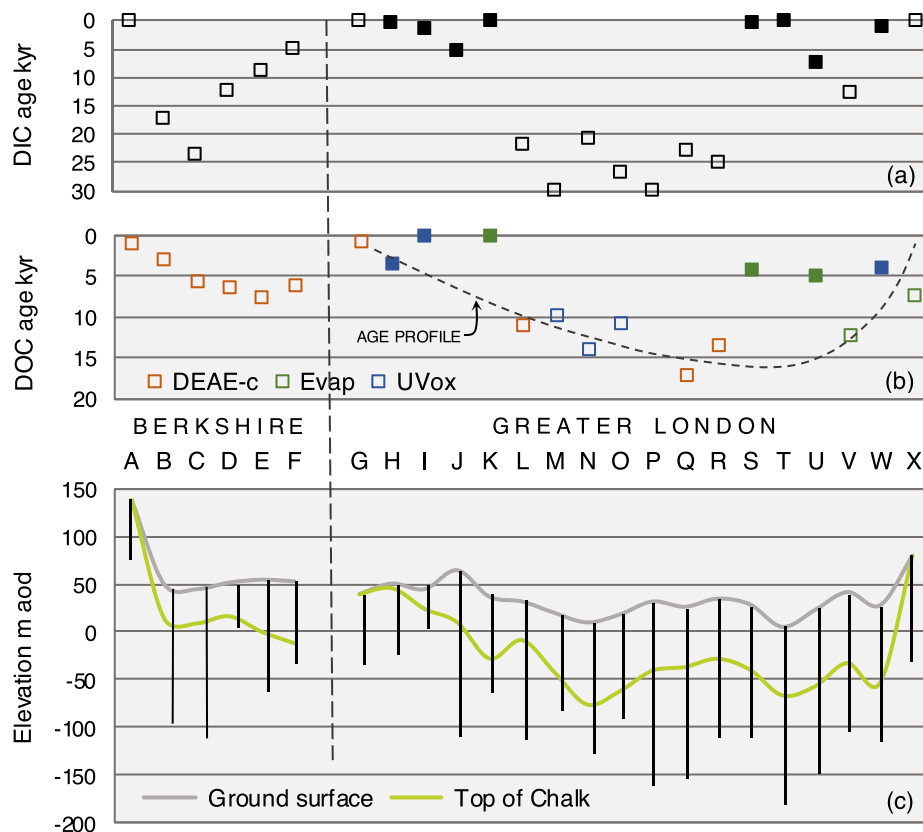 DIC age kyr
0
5
10
15
20
25
30
(a)
DOC age kyr
0
5
10
15
20
AGE PROFILE
DEAE-c Evap UVox
(b)
BERKSHIRE GREATER LONDON
A B C D E F G H I J K L M N O P Q R S T U V W X
Elevation m aod
150
100
50
0
-50
-100
-150
-200
Ground surface Top of Chalk
(c)